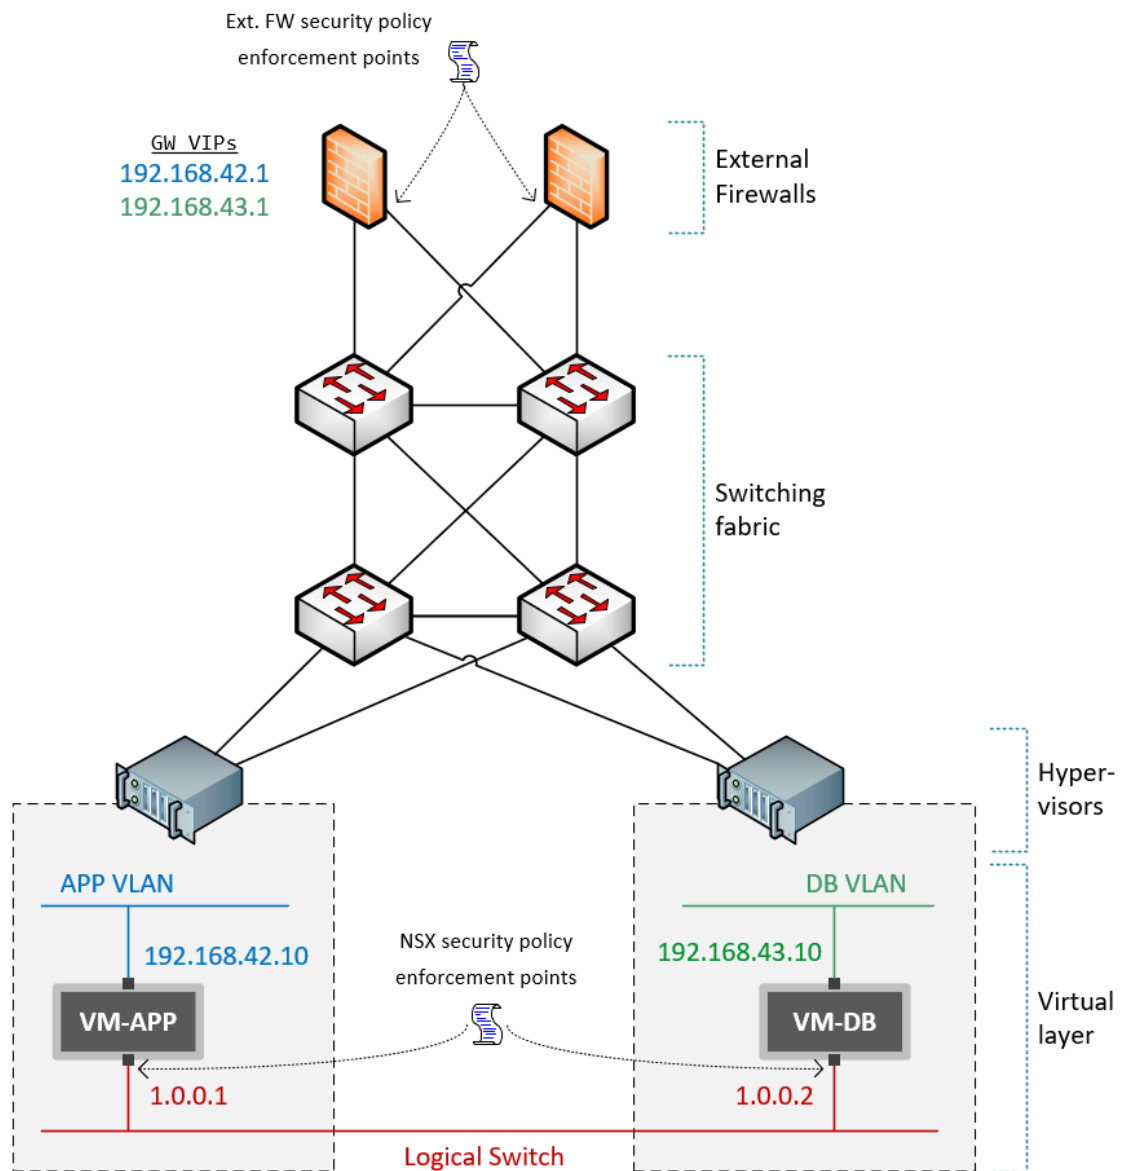 Ext. FW security policy
enforcement points
GW VIPs
192.168.42.1
192.168.43.1
External
Firewalls
Switching
fabric
Hyper-
visors
APP VLAN
DB VLAN
192.168.42.10
NSX security policy
enforcement points
192.168.43.10
VM-APP
VM-DB
Virtual
layer
1.0.0.1
1.0.0.2
Logical Switch